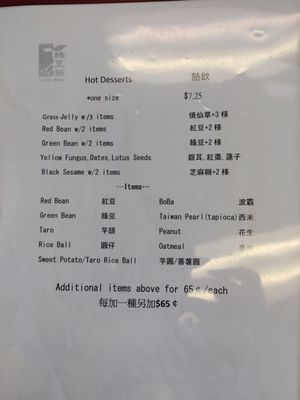 綠豆苗
Hot Desserts 熱飲
*one size $7.25
Grass Jelly w/3 items 燒仙草+3 樣
Red Bean w/2 items 紅豆+2 樣
Green Bean w/2 items 綠豆+2 樣
Yellow Fungus,Dates,Lotus Seeds 銀耳,紅棗,蓮子
Black Sesame w/2 items 芝麻糊+2 樣
---Items---
Red Bean 紅豆 BoBa 波霸
Green Bean 綠豆 Taiwan Pearl(tapioca) 西米
Taro 芋頭 Peanut 花生
Rice Ball 圓仔 Oatmeal 麥片
Sweet Potato/Taro Rice Ball 芋圓/蕃薯圓
Additional items above for 65¢/each
每加一種另加$65¢